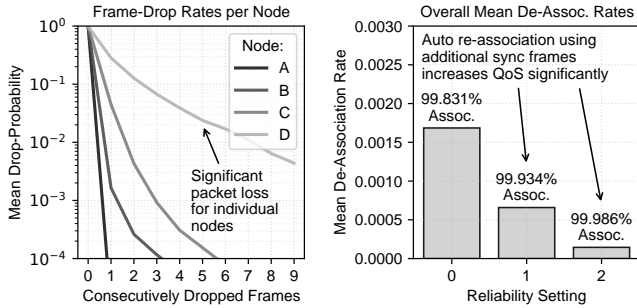 Frame-Drop Rates per Node
Mean Drop-Probability
10^0
10^−1
10^−2
10^−3
10^−4
Node:
A
B
C
D
Significant
packet loss
for individual
nodes
0 1 2 3 4 5 6 7 8 9
Consecutively Dropped Frames
Overall Mean De-Assoc. Rates
Mean De-Association Rate
0.0030
0.0025
0.0020
0.0015
0.0010
0.0005
0.0000
Auto re-association using
additional sync frames
increases QoS significantly
99.831%
Assoc.
99.934%
Assoc.
99.986%
Assoc.
0 1 2
Reliability Setting